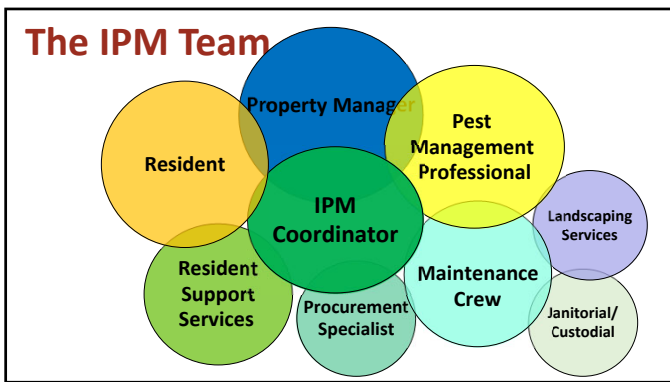 The IPM Team
Property Manager
Pest
Management
Professional
Resident
IPM
Coordinator
Landscaping
Services
Resident
Support
Services
Maintenance
Crew
Procurement
Specialist
Janitorial/
Custodial